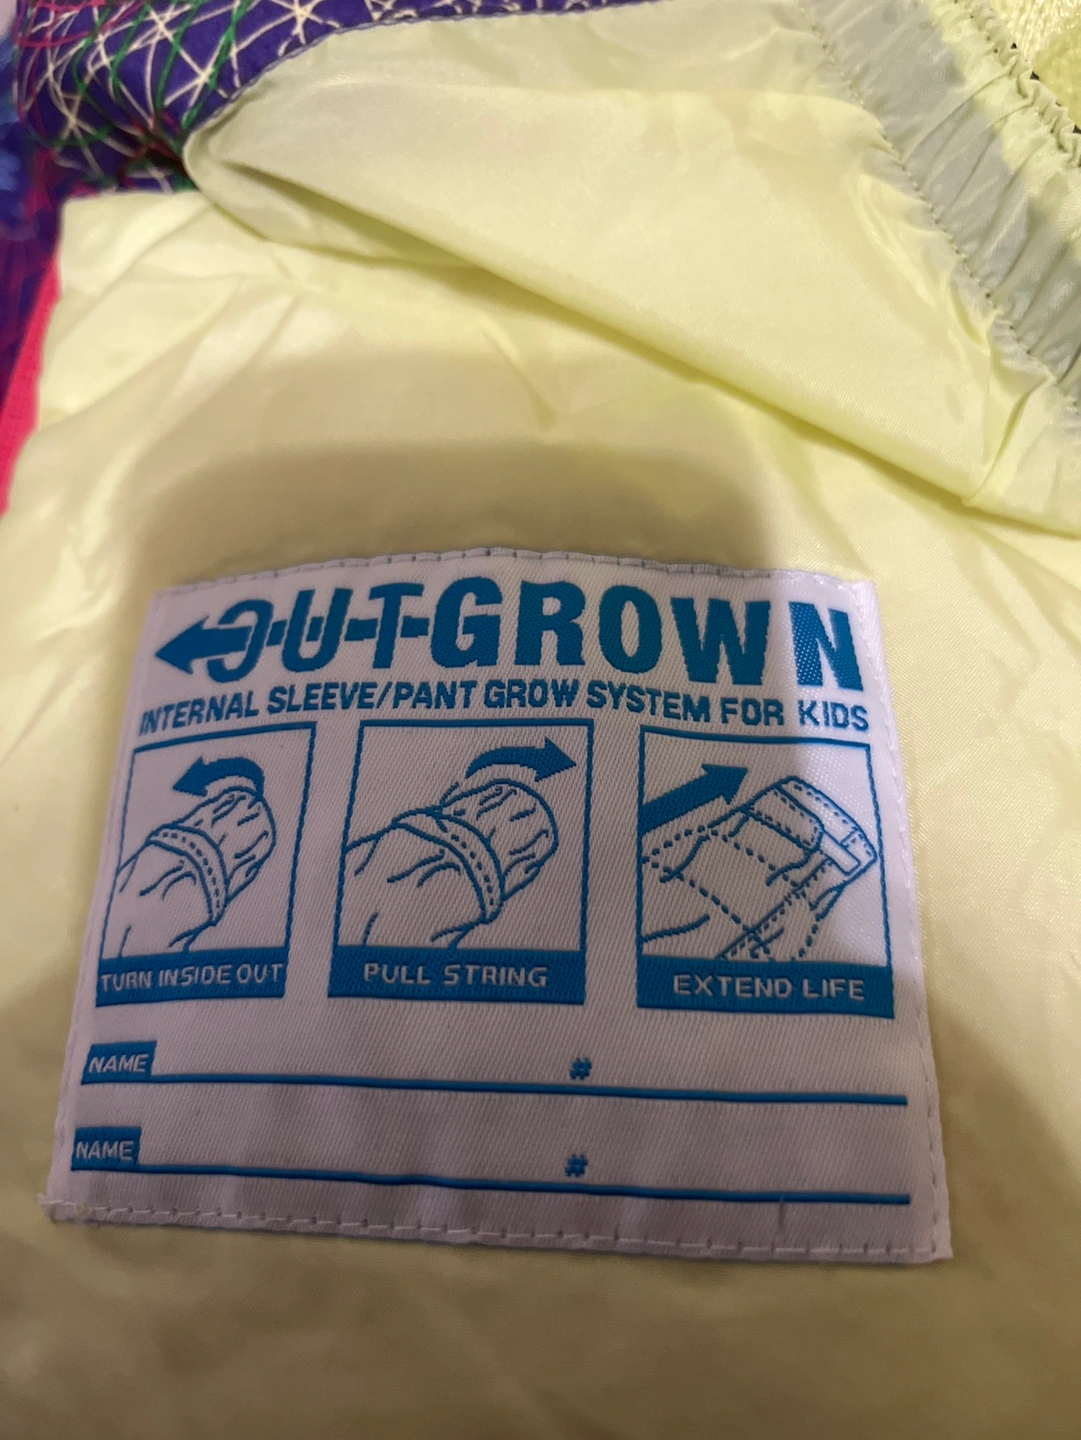 OUTGROWN
INTERNAL SLEEVE/PANT GROW SYSTEM FOR KIDS
TURN INSIDE OUT
PULL STRING
EXTEND LIFE
NAME #
NAME #